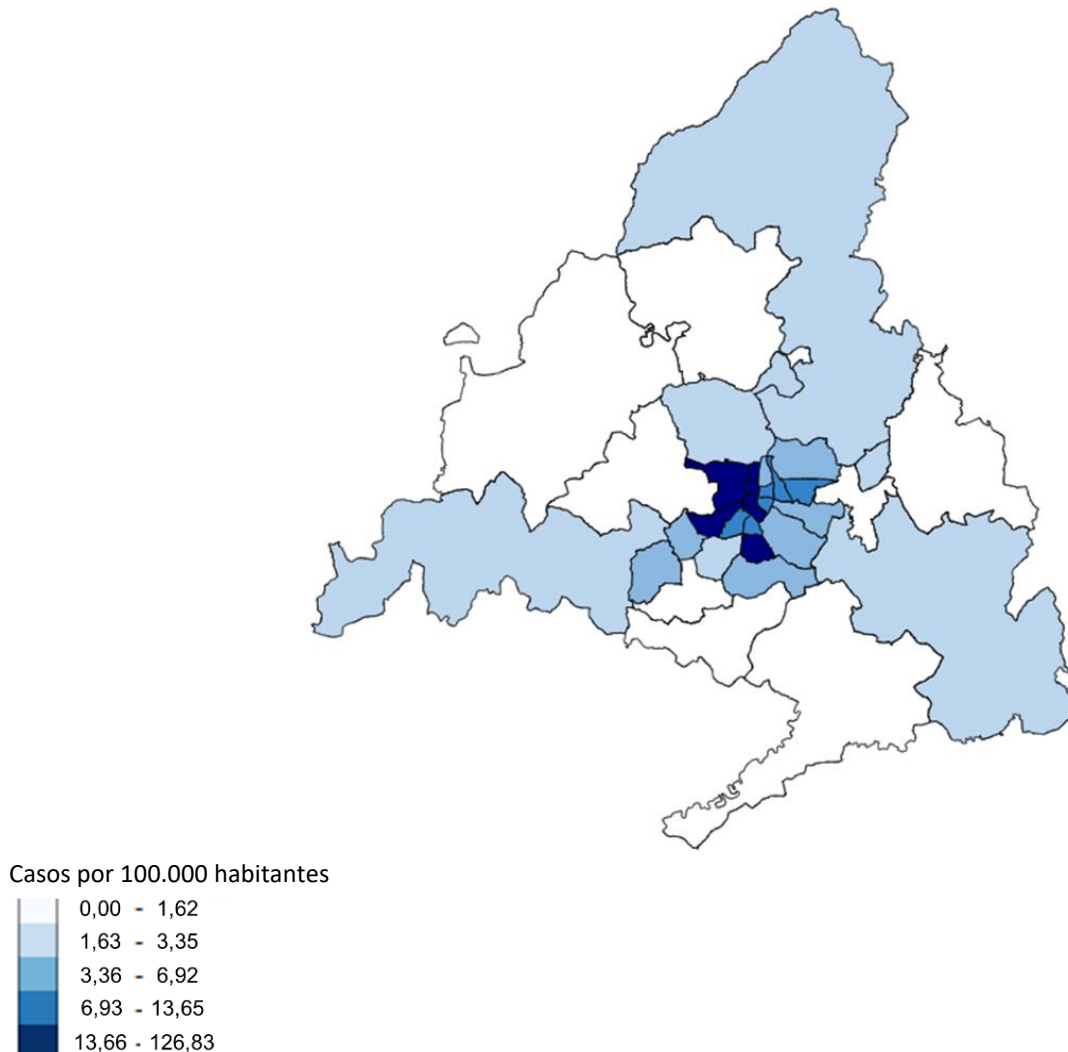 Casos por 100.000 habitantes
0,00 - 1,62
1,63 - 3,35
3,36 - 6,92
6,93 - 13,65
13,66 - 126,83